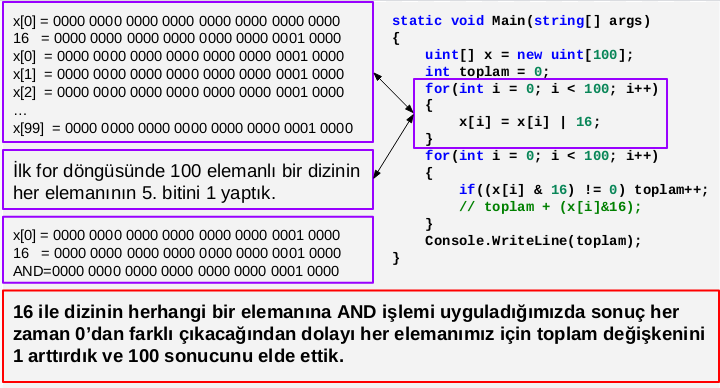 x[0] = 0000 0000 0000 0000 0000 0000 0000 0000
16   = 0000 0000 0000 0000 0000 0000 0001 0000
x[0]  = 0000 0000 0000 0000 0000 0000 0001 0000
x[1]  = 0000 0000 0000 0000 0000 0000 0001 0000
x[2]  = 0000 0000 0000 0000 0000 0000 0001 0000
…
x[99]  = 0000 0000 0000 0000 0000 0000 0001 0000
İlk for döngüsünde 100 elemanlı bir dizinin
her elemanının 5. bitini 1 yaptık.
x[0] = 0000 0000 0000 0000 0000 0000 0001 0000
16   = 0000 0000 0000 0000 0000 0000 0001 0000
AND=0000 0000 0000 0000 0000 0000 0001 0000
static void Main(string[] args)
{
    uint[] x = new uint[100];
    int toplam = 0;
    for(int i = 0; i < 100; i++)
    {
        x[i] = x[i] | 16;
    }
    for(int i = 0; i < 100; i++)
    {
        if((x[i] & 16) != 0) toplam++;
        // toplam + (x[i]&16);
    }
    Console.WriteLine(toplam);
}
16 ile dizinin herhangi bir elemanına AND işlemi uyguladığımızda sonuç her
zaman 0’dan farklı çıkacağından dolayı her elemanımız için toplam değişkenini
1 arttırdık ve 100 sonucunu elde ettik.